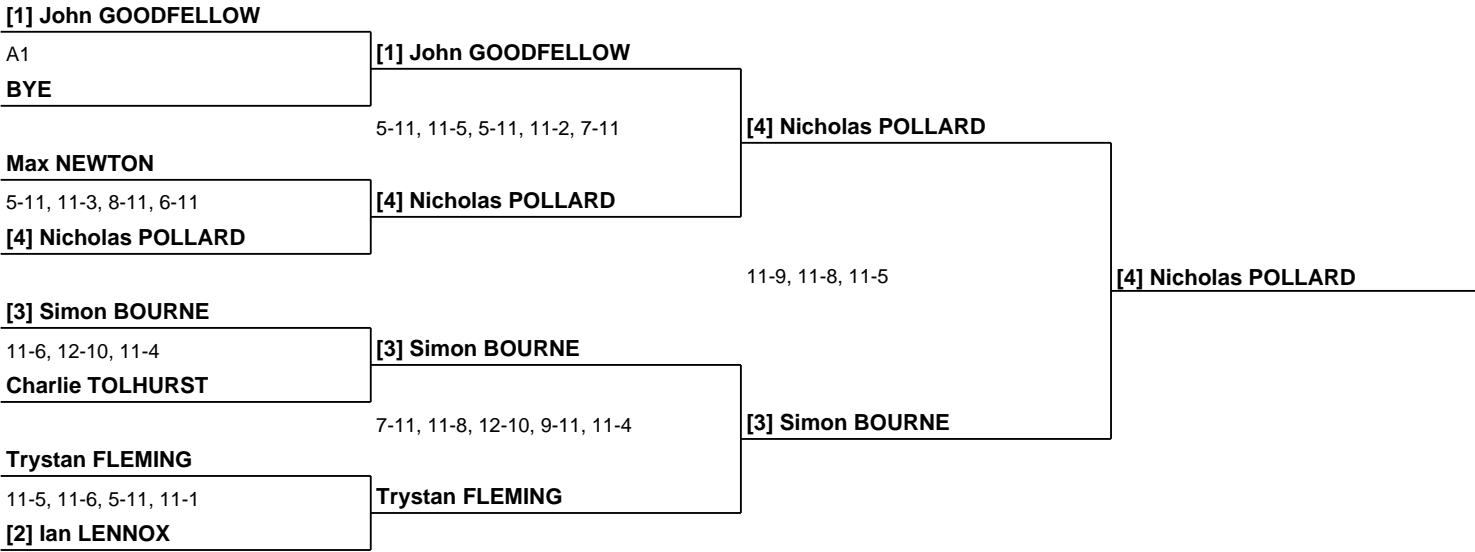 [1] John GOODFELLOW
A1
BYE
Max NEWTON
5-11, 11-3, 8-11, 6-11
[4] Nicholas POLLARD
[3] Simon BOURNE
11-6, 12-10, 11-4
Charlie TOLHURST
Trystan FLEMING
11-5, 11-6, 5-11, 11-1
[2] Ian LENNOX
[1] John GOODFELLOW
5-11, 11-5, 5-11, 11-2, 7-11
[4] Nicholas POLLARD
[3] Simon BOURNE
7-11, 11-8, 12-10, 9-11, 11-4
Trystan FLEMING
[4] Nicholas POLLARD
11-9, 11-8, 11-5
[3] Simon BOURNE
[4] Nicholas POLLARD